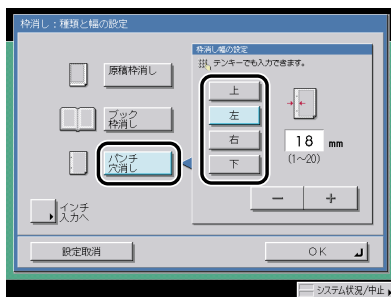 枠消し:種類と幅の設定
原稿枠消し
ブック
枠消し
パンチ
穴消し
インチ
入力へ
枠消し幅の設定
テンキーでも入力できます。
上
左
右
下
18 mm
(1~20)
− +
設定取消
OK
システム状況/中止